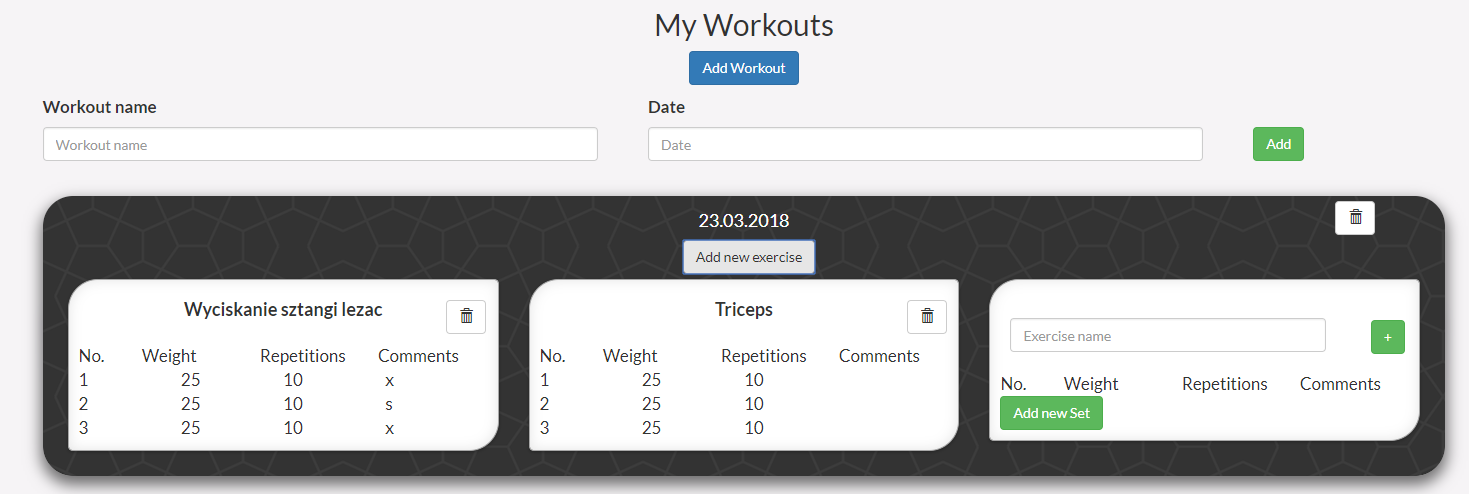 My Workouts
Add Workout
Workout name Date
Workout name Date Add
23.03.2018
Add new exercise
Wyciskanie sztangi lezac
No. Weight Repetitions Comments
1 25 10 x
2 25 10 s
3 25 10 x
Triceps
No. Weight Repetitions Comments
1 25 10
2 25 10
3 25 10
Exercise name +
No. Weight Repetitions Comments
Add new Set